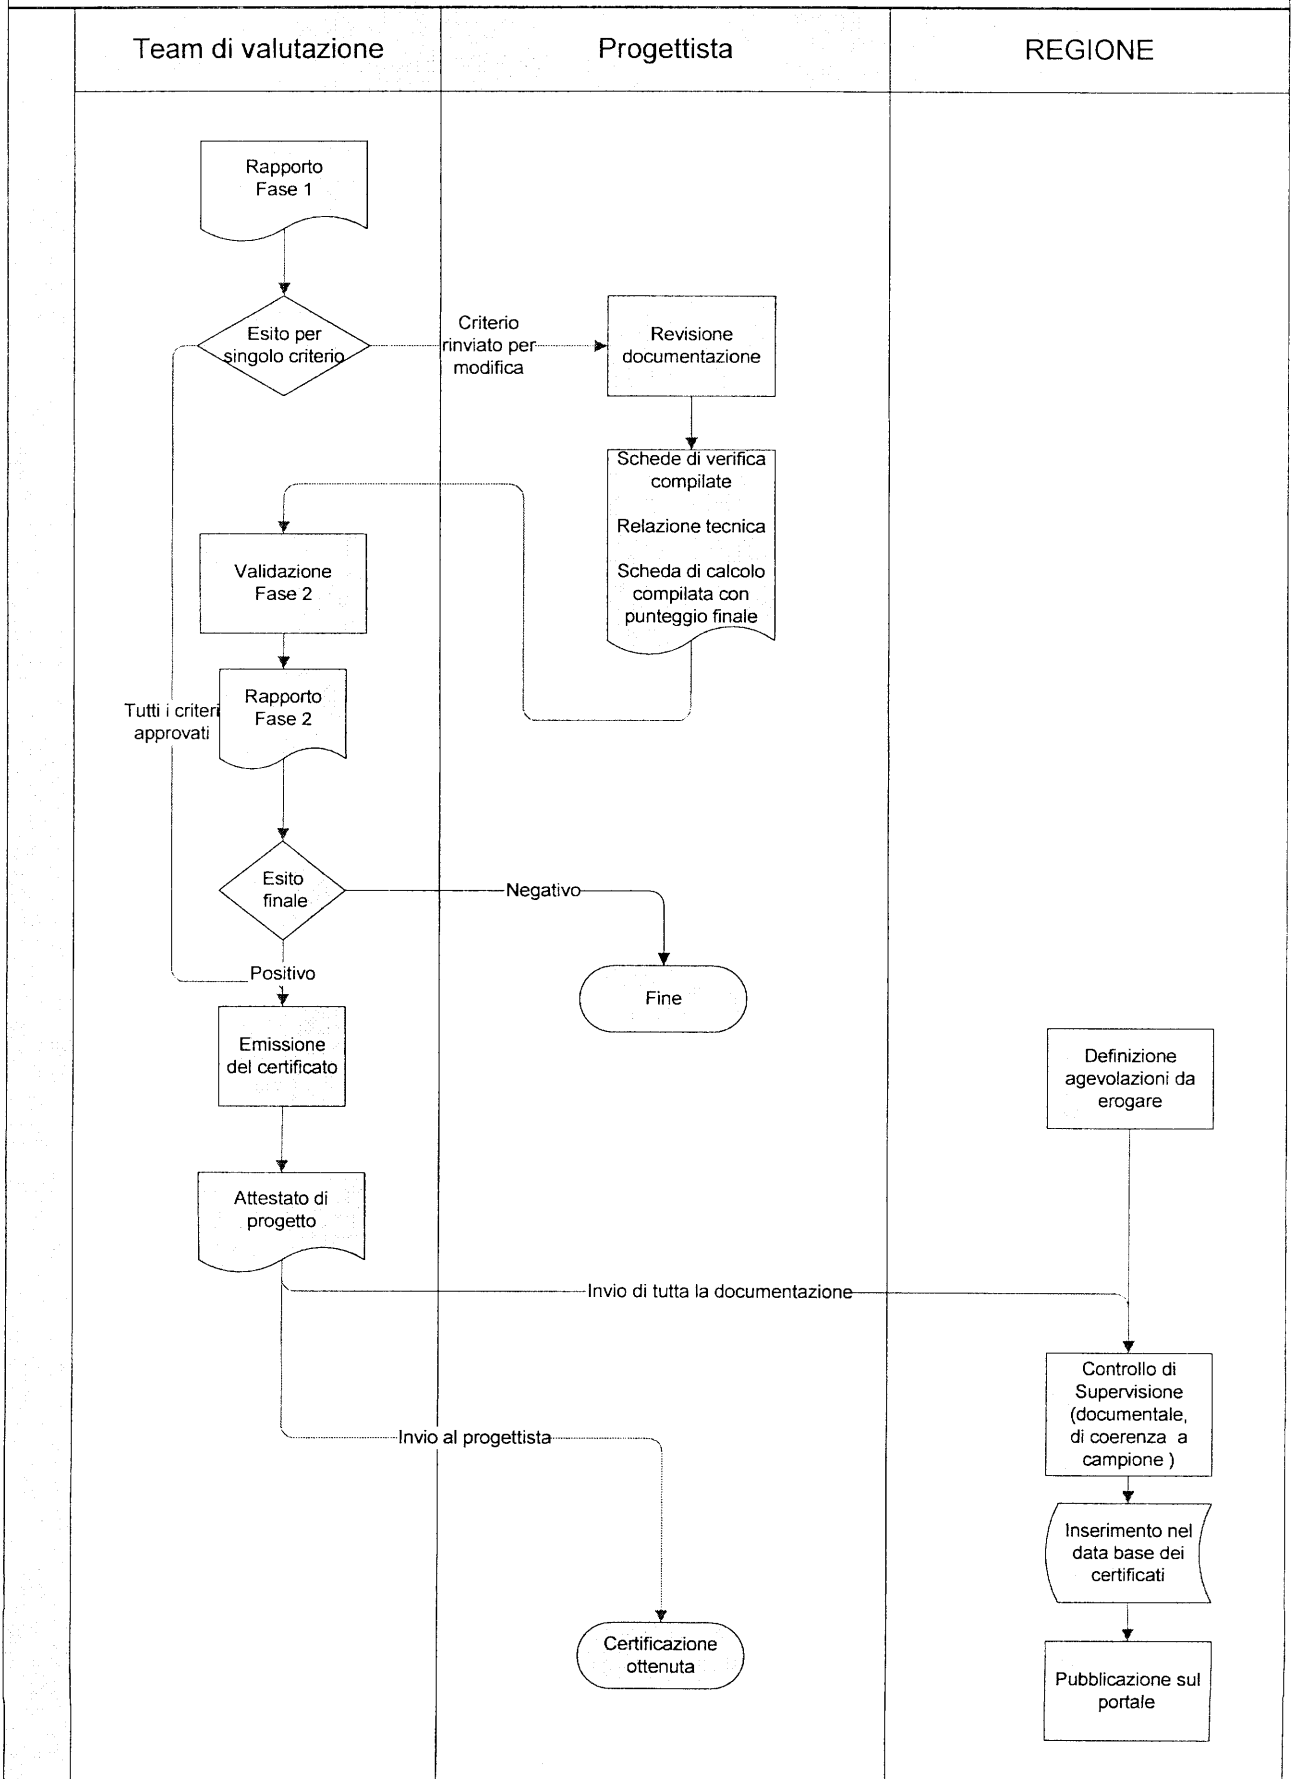 Team di valutazione
Progettista
REGIONE
Rapporto
Fase 1
Esito per
singolo criterio
Criterio
rinviato per
modifica
Revisione
documentazione
Schede di verifica
compilate
Relazione tecnica
Scheda di calcolo
compilata con
punteggio finale
Validazione
Fase 2
Rapporto
Fase 2
Tutti i criteri
approvati
Esito
finale
Negativo
Positivo
Fine
Emissione
del certificato
Definizione
agevolazioni da
erogare
Attestato di
progetto
Invio di tutta la documentazione
Controllo di
Supervisione
(documentale,
di coerenza a
campione )
Invio al progettista
Inserimento nel
data base dei
certificati
Certificazione
ottenuta
Pubblicazione sul
portale